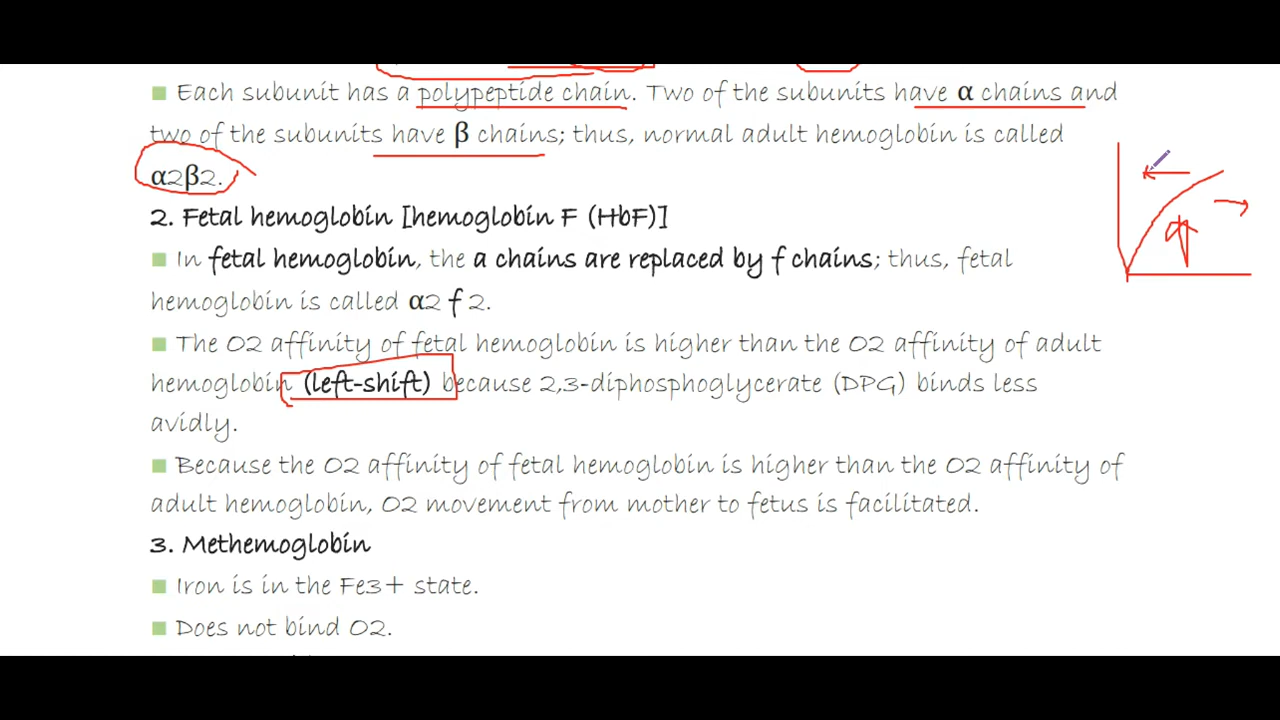 ■ Each subunit has a polypeptide chain. Two of the subunits have α chains and
two of the subunits have β chains; thus, normal adult hemoglobin is called
α2β2.
2. Fetal hemoglobin [hemoglobin F (HbF)]
■ In fetal hemoglobin, the a chains are replaced by f chains; thus, fetal
hemoglobin is called α2 f 2.
■ The O2 affinity of fetal hemoglobin is higher than the O2 affinity of adult
hemoglobin (left-shift) because 2,3-diphosphoglycerate (DPG) binds less
avidly.
■ Because the O2 affinity of fetal hemoglobin is higher than the O2 affinity of
adult hemoglobin, O2 movement from mother to fetus is facilitated.
3. Methemoglobin
■ Iron is in the Fe3+ state.
■ Does not bind O2.